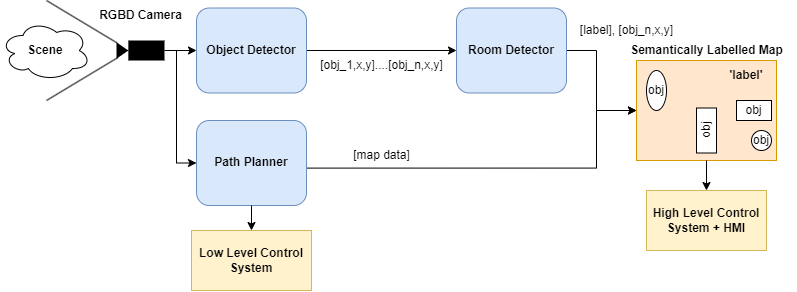 RGBD Camera
Scene
Object Detector
[obj_1,x,y]....[obj_n,x,y]
Room Detector
[label], [obj_n,x,y]
Semantically Labelled Map
'label'
obj
obj
obj
obj
Path Planner
[map data]
Low Level Control
System
High Level Control
System + HMI